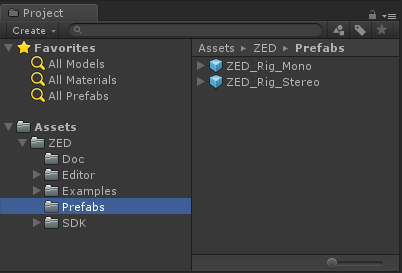 Project
Create
Favorites
All Models
All Materials
All Prefabs
Assets
ZED
Doc
Editor
Examples
Prefabs
SDK
Assets ▸ ZED ▸ Prefabs
ZED_Rig_Mono
ZED_Rig_Stereo